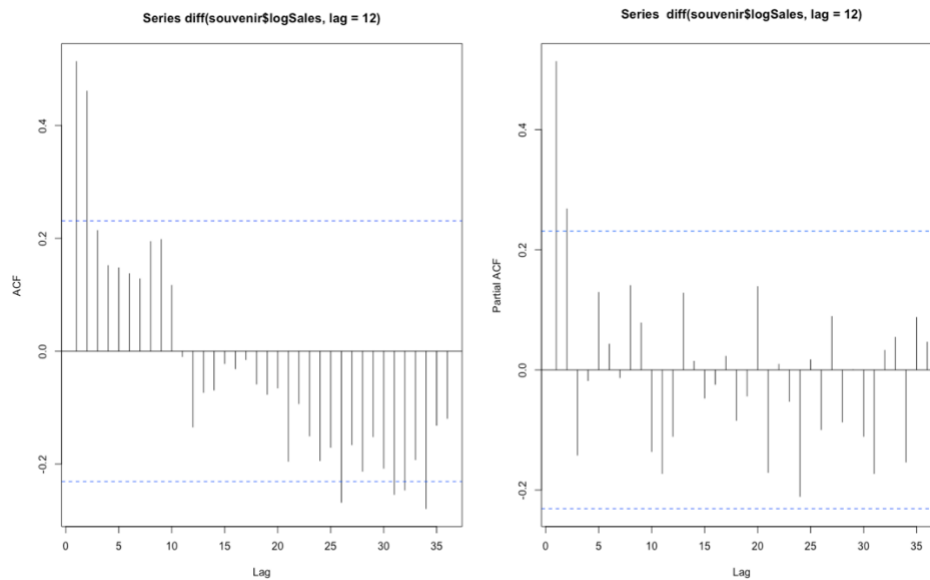 Series diff(souvenir$logSales, lag = 12)
ACF
0.4
0.2
0.0
-0.2
0 5 10 15 20 25 30 35
Lag
Series diff(souvenir$logSales, lag = 12)
Partial ACF
0.4
0.2
0.0
-0.2
0 5 10 15 20 25 30 35
Lag